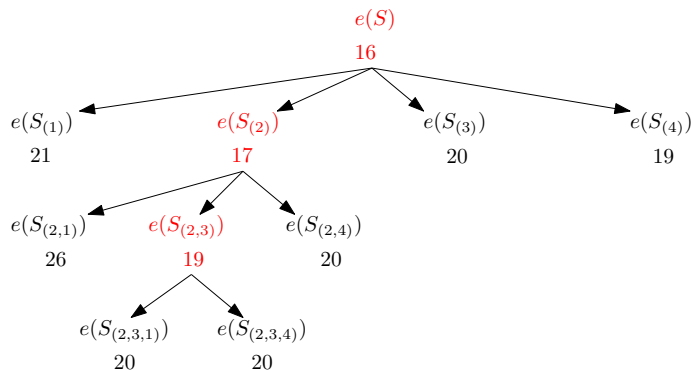 e(S)
16
e(S_{(1)}) e(S_{(2)}) e(S_{(3)}) e(S_{(4)})
21 17 20 19
e(S_{(2,1)}) e(S_{(2,3)}) e(S_{(2,4)})
26 19 20
e(S_{(2,3,1)}) e(S_{(2,3,4)})
20 20